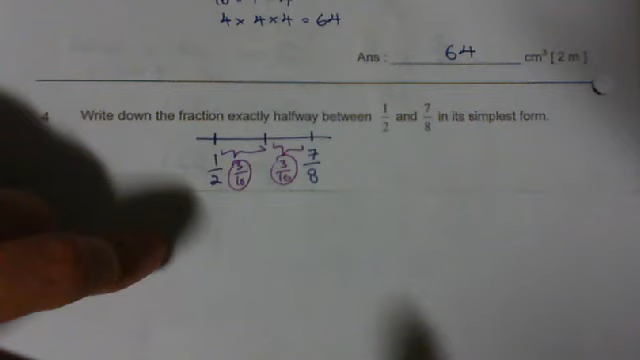 4 × 4 × 4 = 64
Ans : 64 cm³ [ 2 m ]
4 Write down the fraction exactly halfway between 1/2 and 7/8 in its simplest form.
1/2 3/16 3/16 7/8